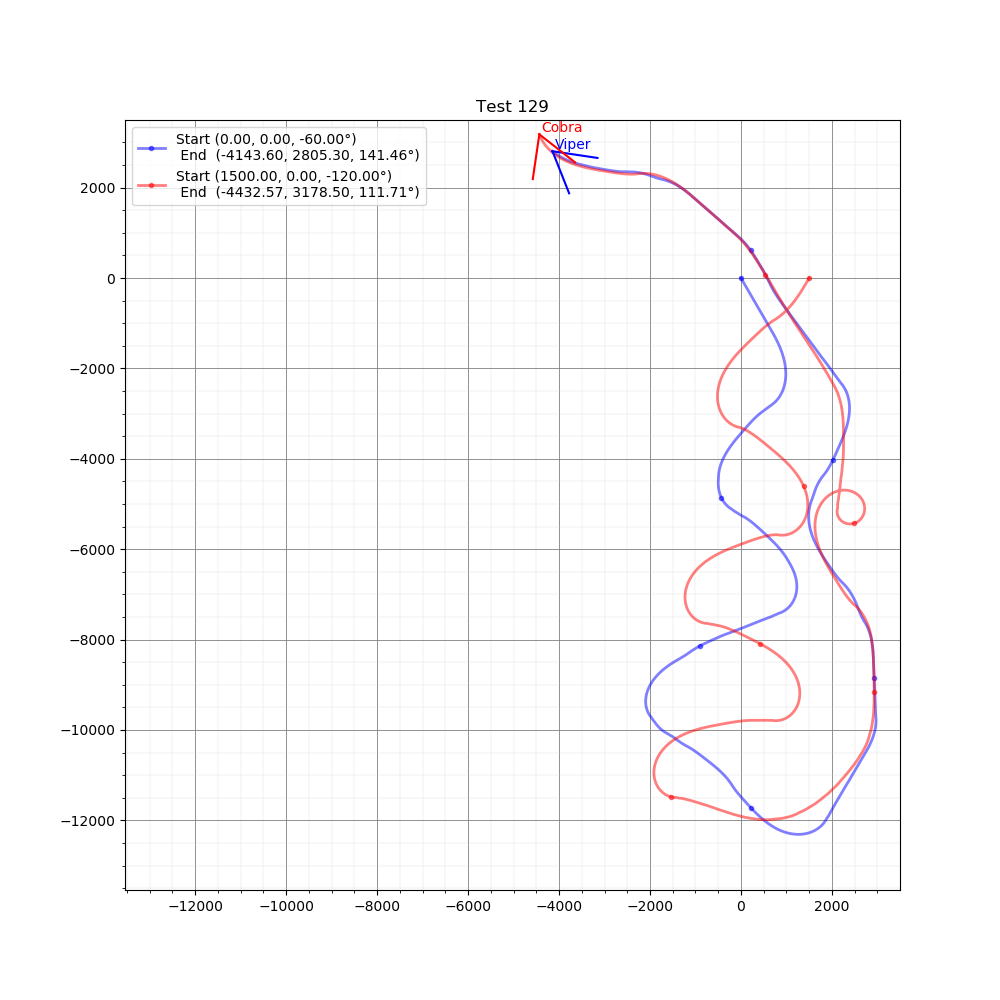 Test 129
Start (0.00, 0.00, -60.00°)
End (-4143.60, 2805.30, 141.46°)
Start (1500.00, 0.00, -120.00°)
End (-4432.57, 3178.50, 111.71°)
Cobra
Viper
2000
0
−2000
−4000
−6000
−8000
−10000
−12000
−12000 −10000 −8000 −6000 −4000 −2000 0 2000